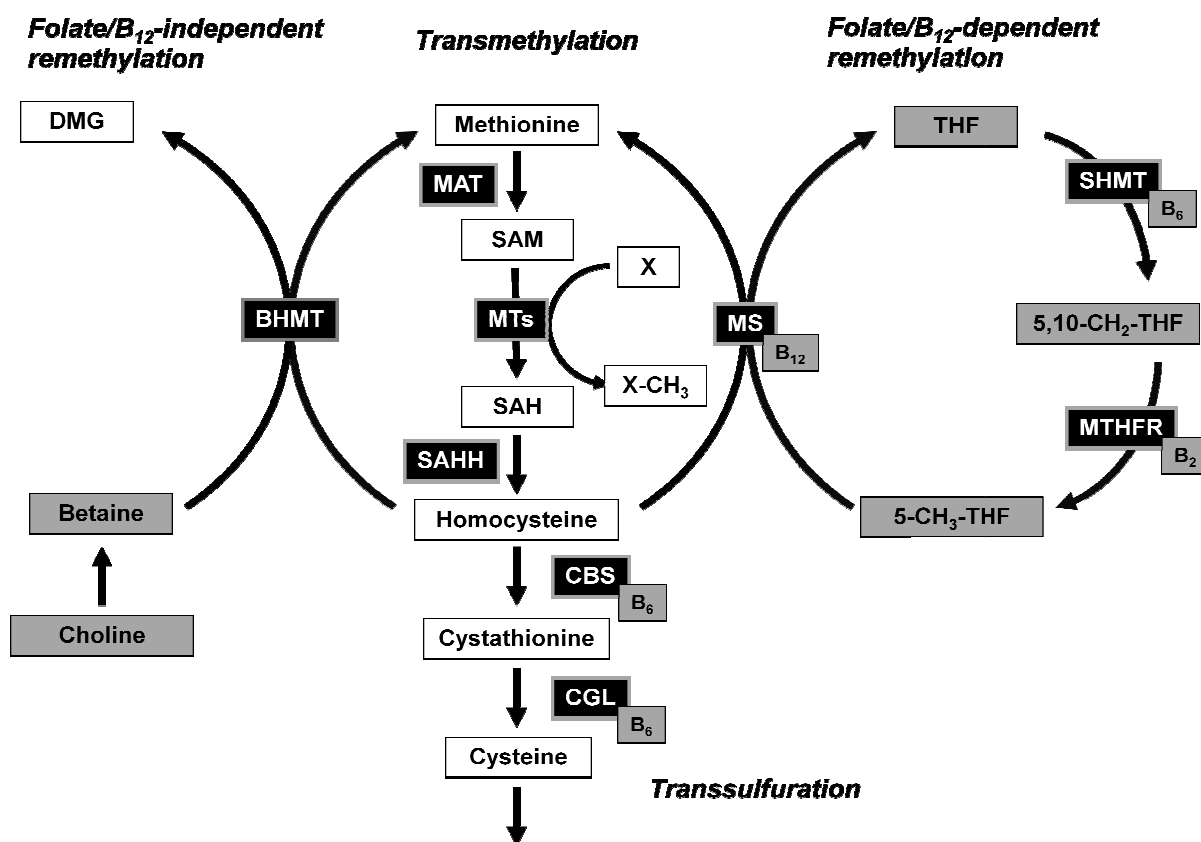 Folate/B12-independent
remethylation
Transmethylation
Folate/B12-dependent
remethylation
DMG
Methionine
THF
MAT
SHMT
B6
SAM
X
BHMT
MTs
MS
B12
5,10-CH2-THF
X-CH3
SAH
MTHFR
B2
SAHH
Betaine
Homocysteine
5-CH3-THF
CBS
B6
Choline
Cystathionine
CGL
B6
Cysteine
Transsulfuration